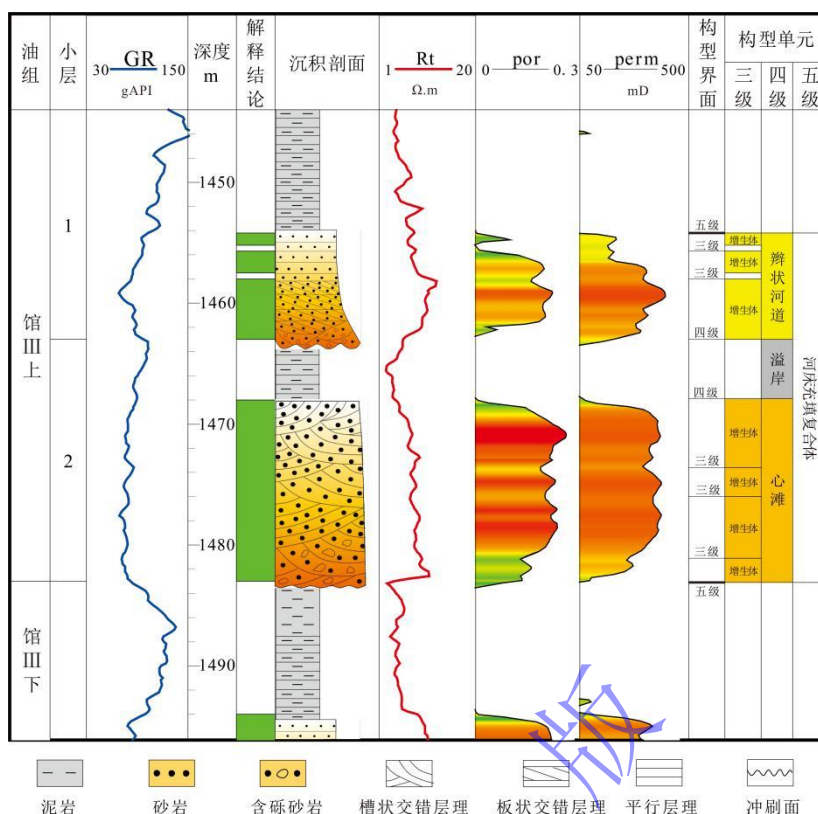 油组
小层
GR
30 150
gAPI
深度
m
解释结论
沉积剖面
Rt
1 20
Ω.m
por
0 0.3
perm
50 500
mD
构型界面
构型单元
三级
四级
五级
馆Ⅲ上
馆Ⅲ下
1
2
1450
1460
1470
1480
1490
五级
三级
三级
四级
四级
三级
三级
三级
五级
增生体
增生体
增生体
增生体
增生体
增生体
增生体
辫状河道
溢岸
心滩
河床充填复合体
版
泥岩
砂岩
含砾砂岩
槽状交错层理
板状交错层理
平行层理
冲刷面